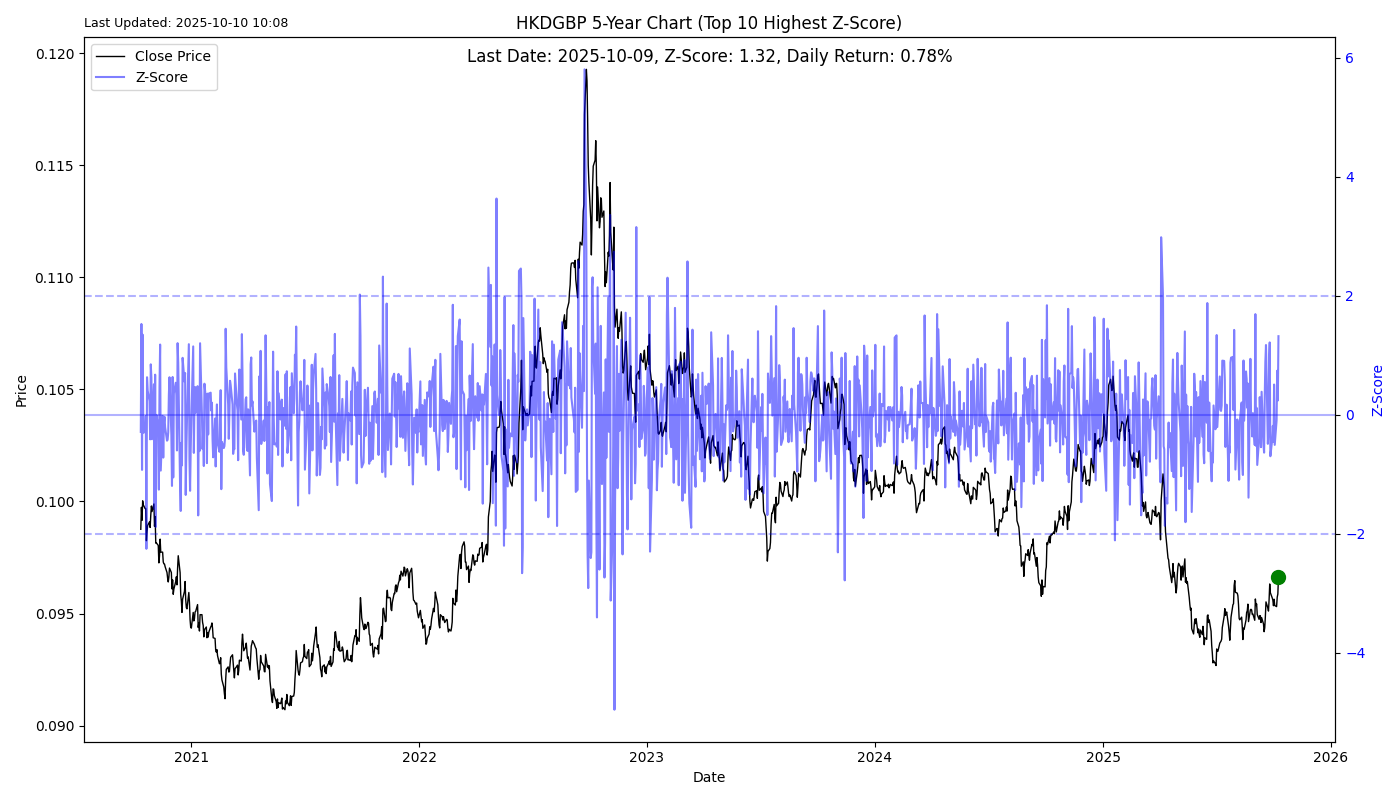 Last Updated: 2025-10-10 10:08
HKDGBP 5-Year Chart (Top 10 Highest Z-Score)
Last Date: 2025-10-09, Z-Score: 1.32, Daily Return: 0.78%
Close Price
Z-Score
0.120
0.115
0.110
0.105
0.100
0.095
0.090
Price
6
4
2
0
−2
−4
Z-Score
2021
2022
2023
2024
2025
2026
Date